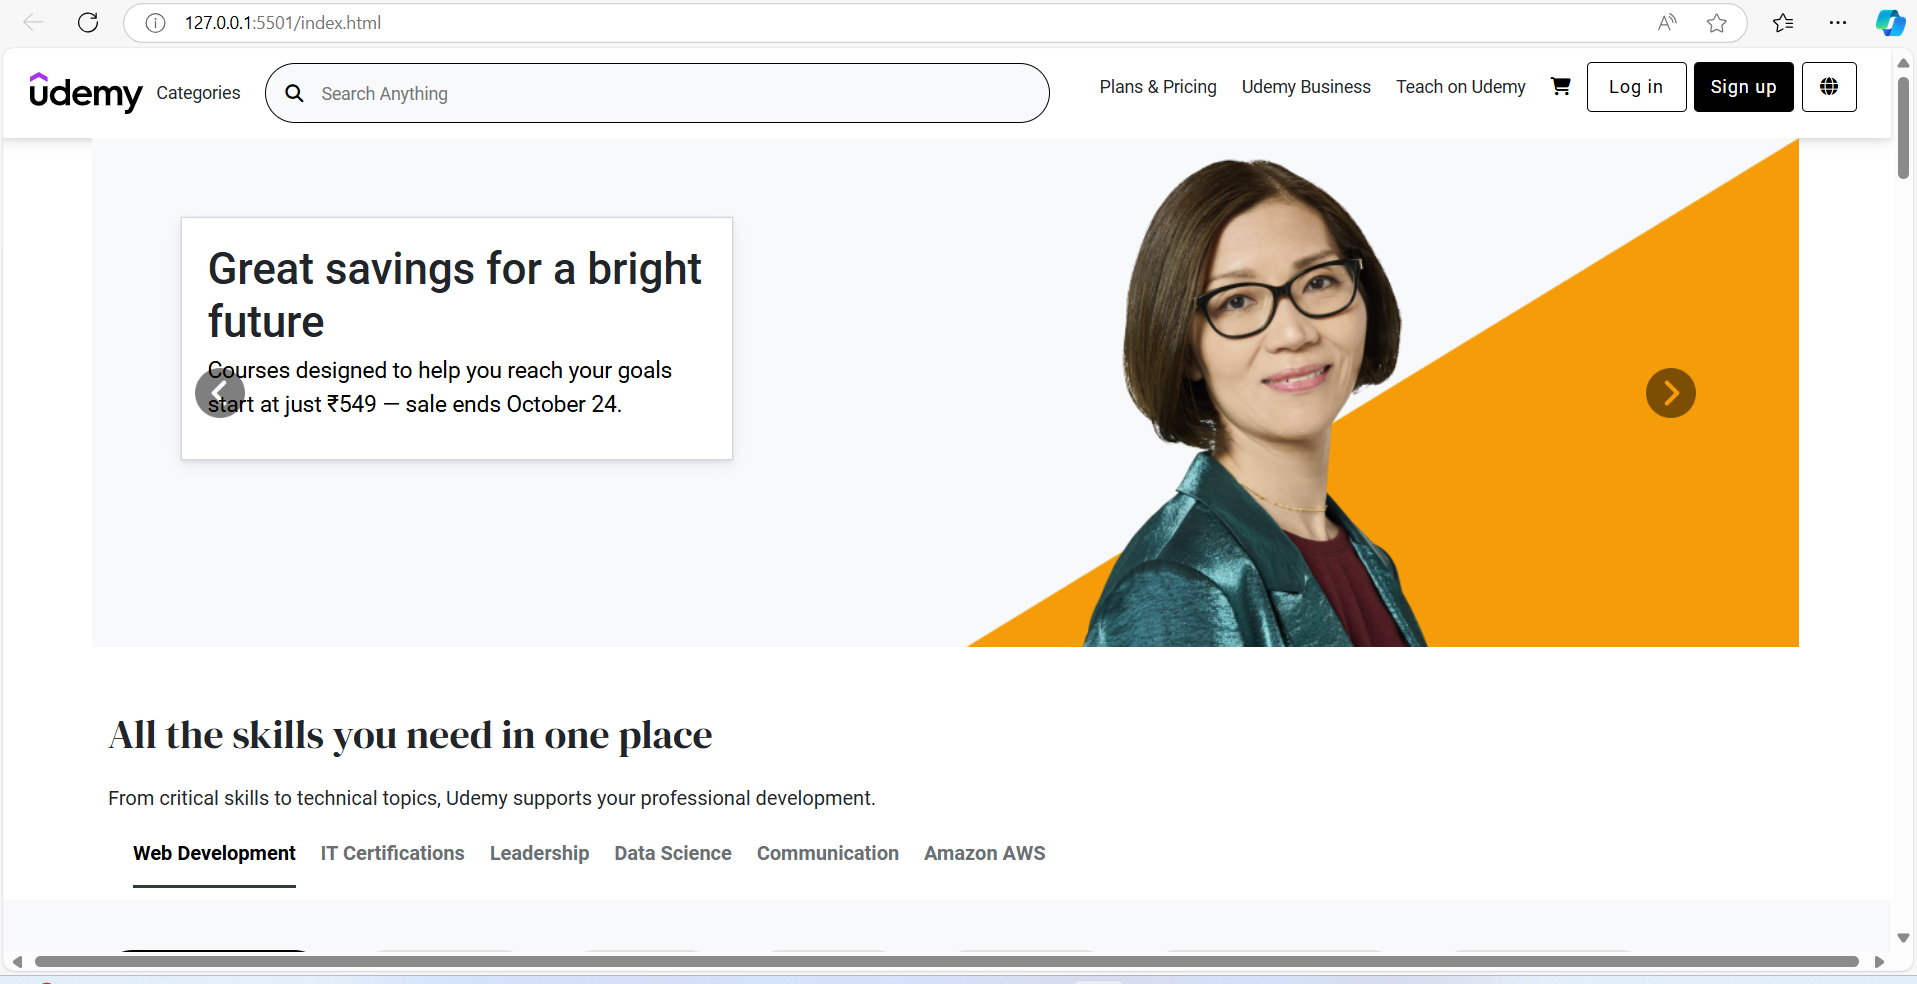 127.0.0.1:5501/index.html
udemy Categories Search Anything Plans & Pricing Udemy Business Teach on Udemy Log in Sign up
Great savings for a bright
future
Courses designed to help you reach your goals
start at just ₹549 — sale ends October 24.
All the skills you need in one place
From critical skills to technical topics, Udemy supports your professional development.
Web Development IT Certifications Leadership Data Science Communication Amazon AWS